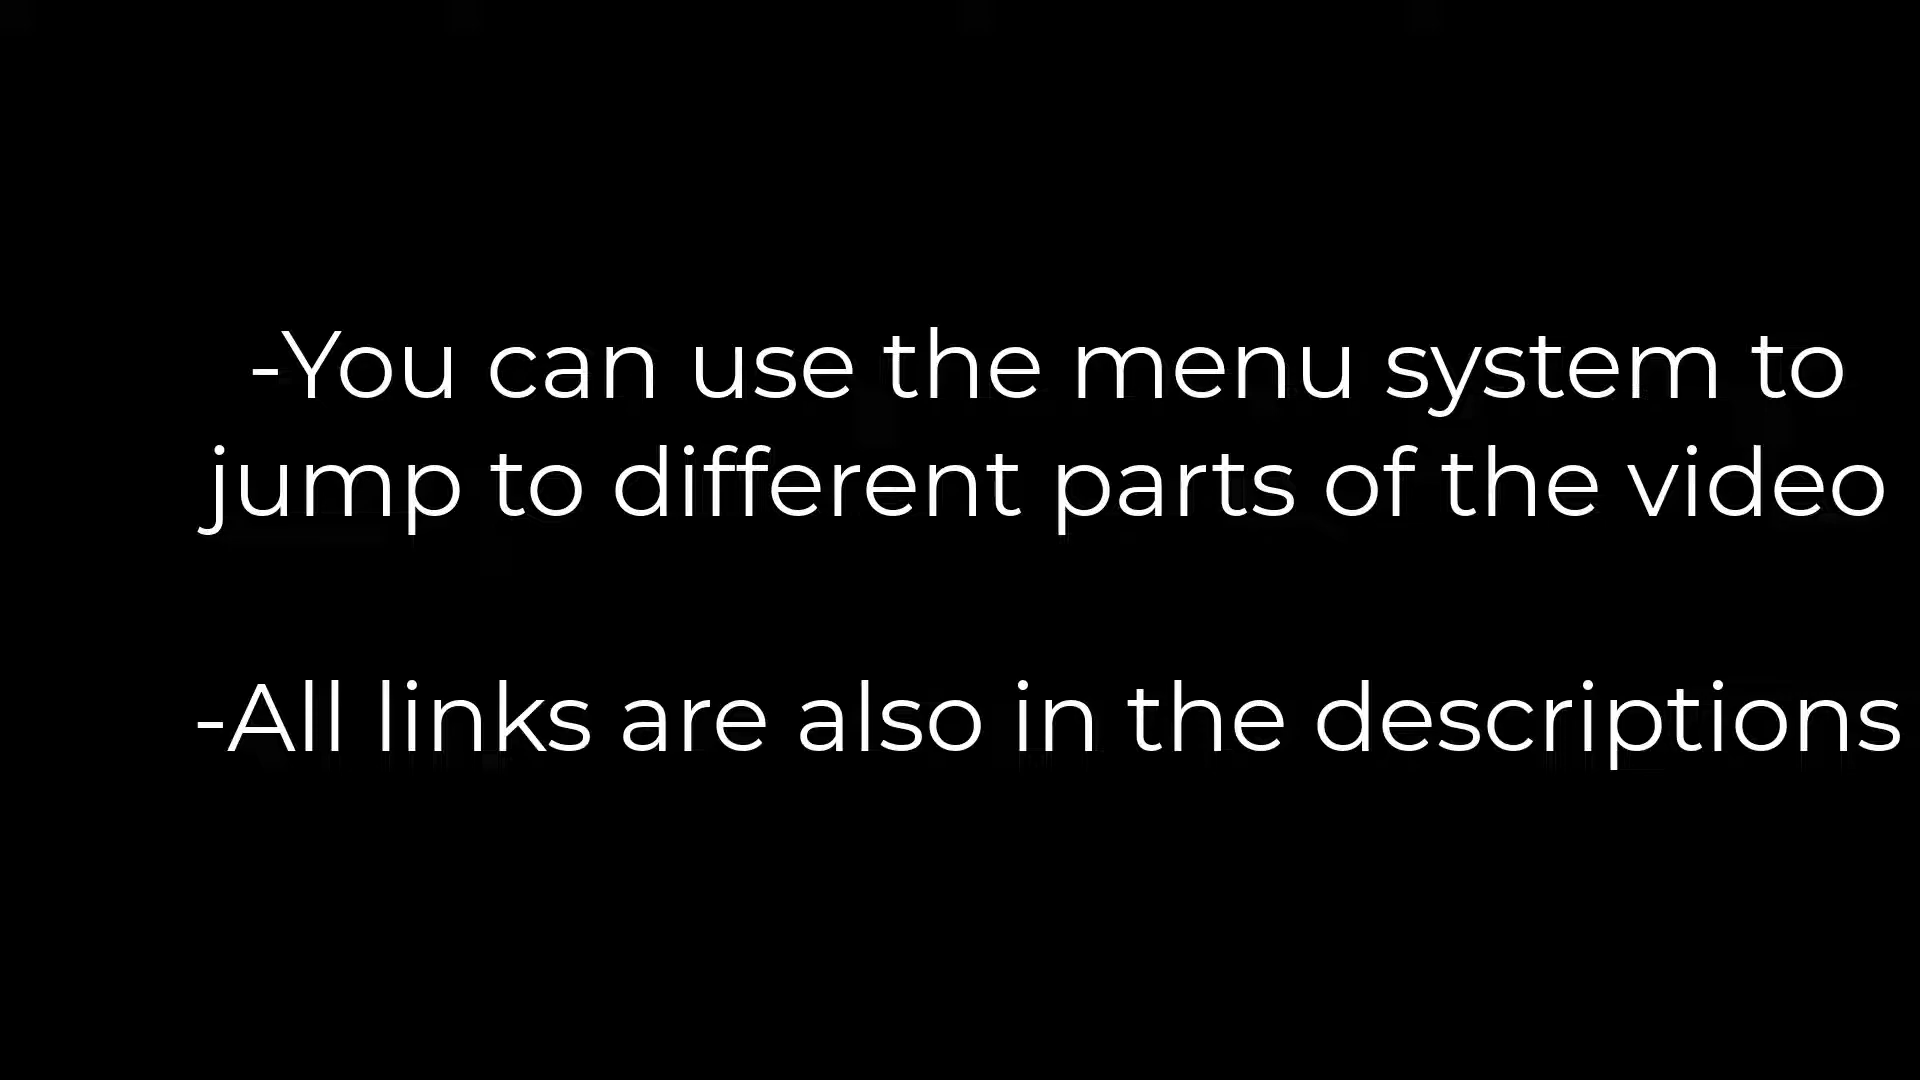 -You can use the menu system to
jump to different parts of the video
-All links are also in the descriptions